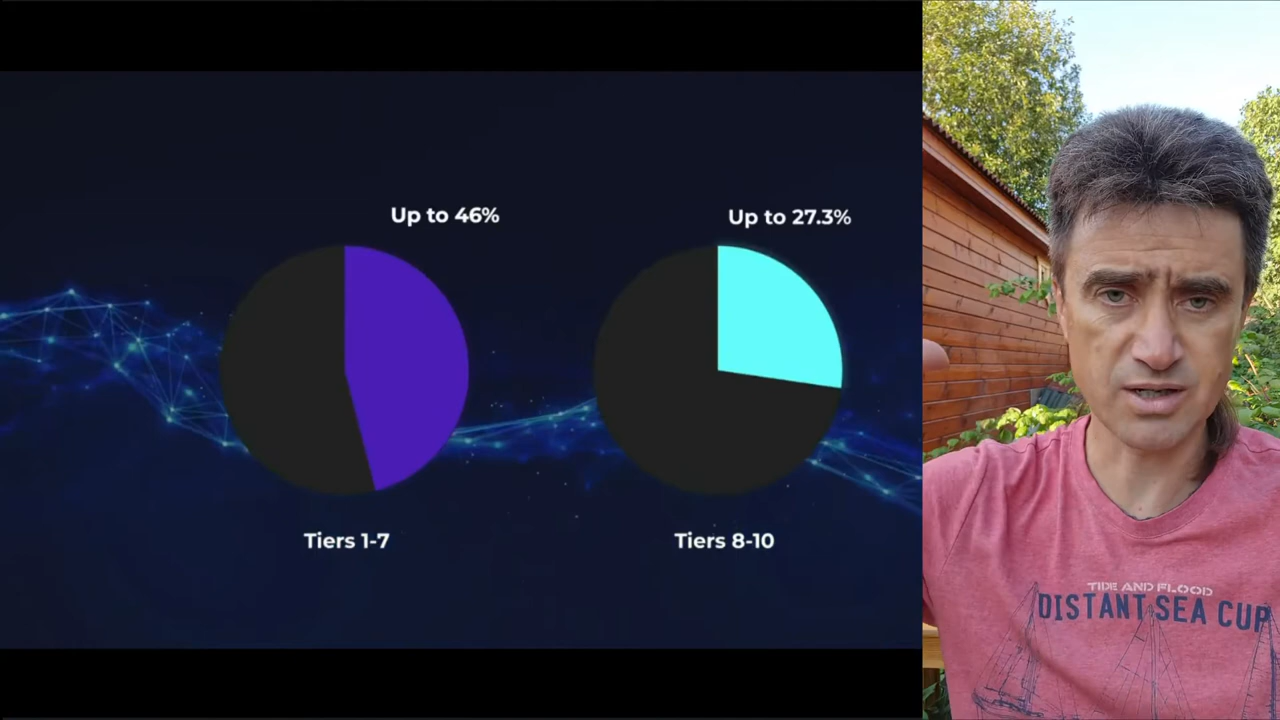 Up to 46%
Up to 27.3%
Tiers 1-7
Tiers 8-10
TIDE AND FLOOD
DISTANT SEA CUP